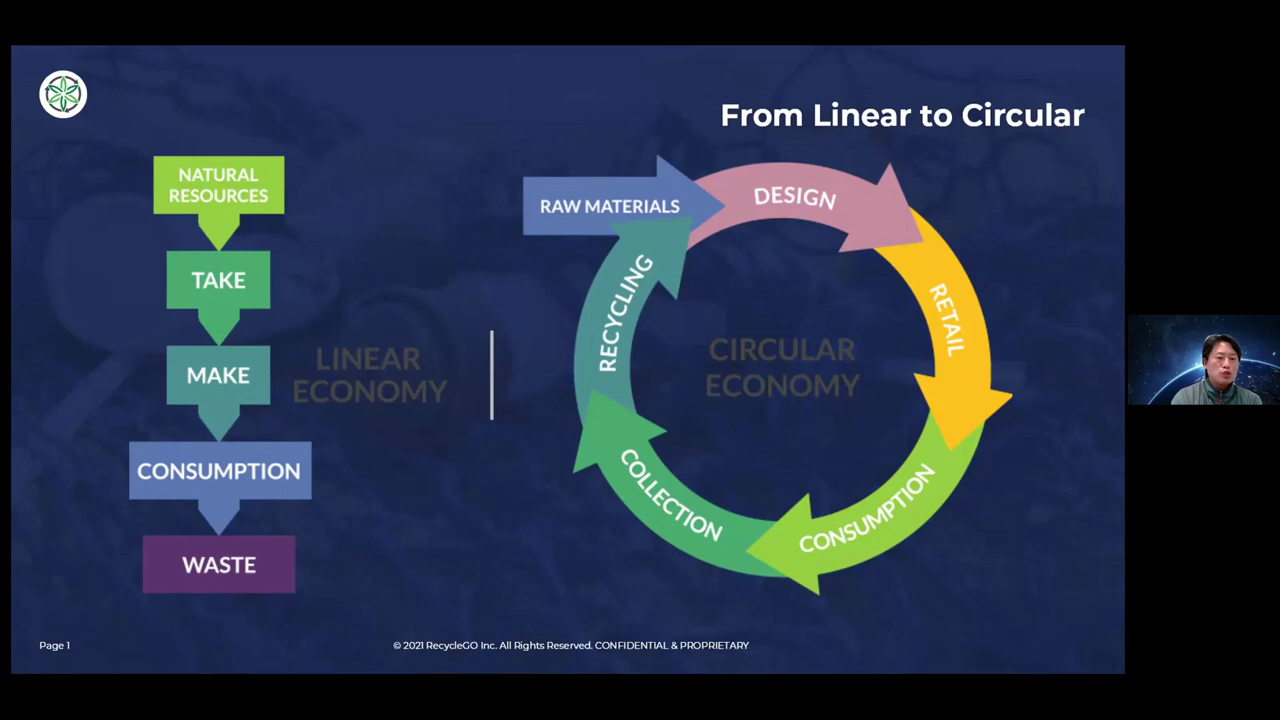 From Linear to Circular
NATURAL
RESOURCES
TAKE
MAKE
CONSUMPTION
WASTE
LINEAR
ECONOMY
RAW MATERIALS
DESIGN
RETAIL
CONSUMPTION
COLLECTION
RECYCLING
CIRCULAR
ECONOMY
Page 1
© 2021 RecycleGO Inc. All Rights Reserved. CONFIDENTIAL & PROPRIETARY